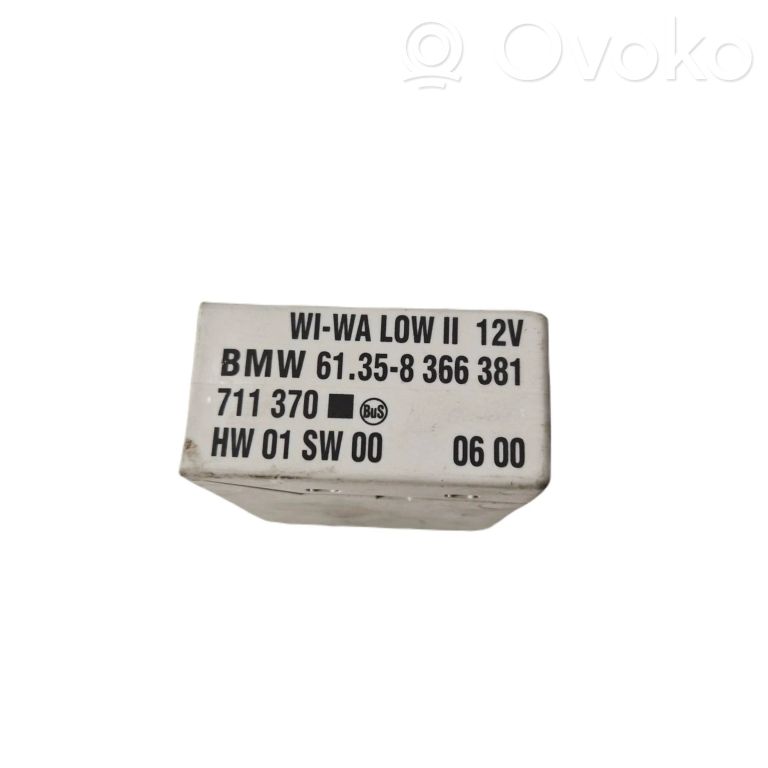 Ovoko
WI-WA LOW II 12V
BMW 61.35-8 366 381
711 370 BuS
HW 01 SW 00 06 00